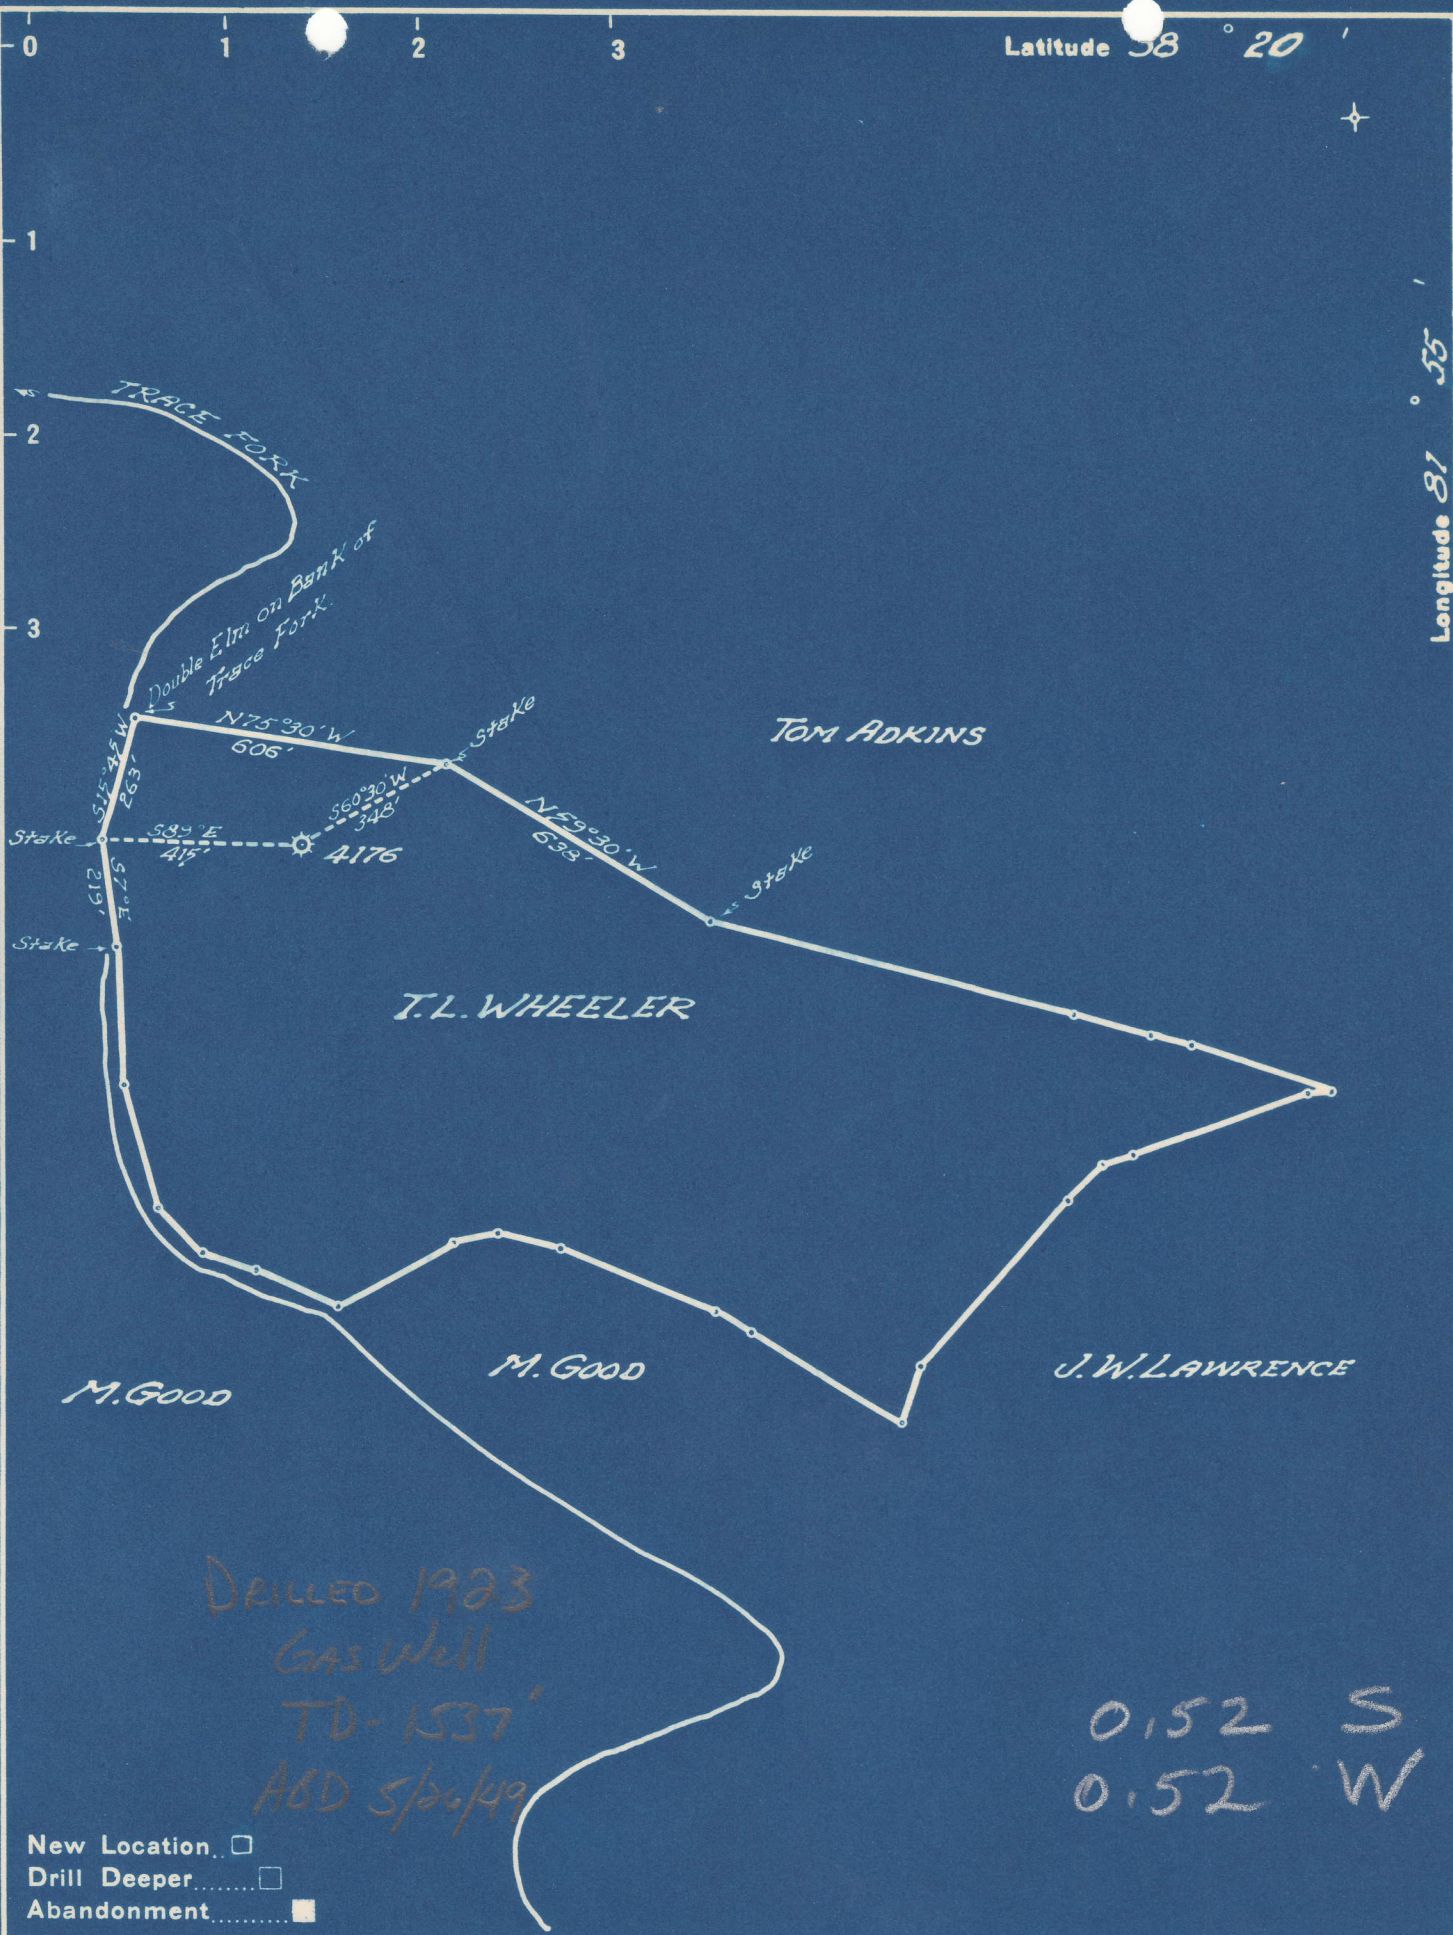 0 1 2 3 Latitude 38 ° 20 '
1
2
3
Longitude 81 ° 55 '
TRACE FORK
Double Elm on Bank of
Trace Fork.
N75°30'W
606'
Stake
TOM ADKINS
S15°45'W
263'
S60°30'W
348'
N59°30'W
638'
Stake
Stake
S89°E
415'
4176
S7°E
219'
Stake
T.L. WHEELER
M. GOOD
M. GOOD
J.W. LAWRENCE
DRILLED 1923
GAS Well
TD - 1537'
ABD 5/26/49
0.52 S
0.52 W
New Location..
Drill Deeper........
Abandonment..........